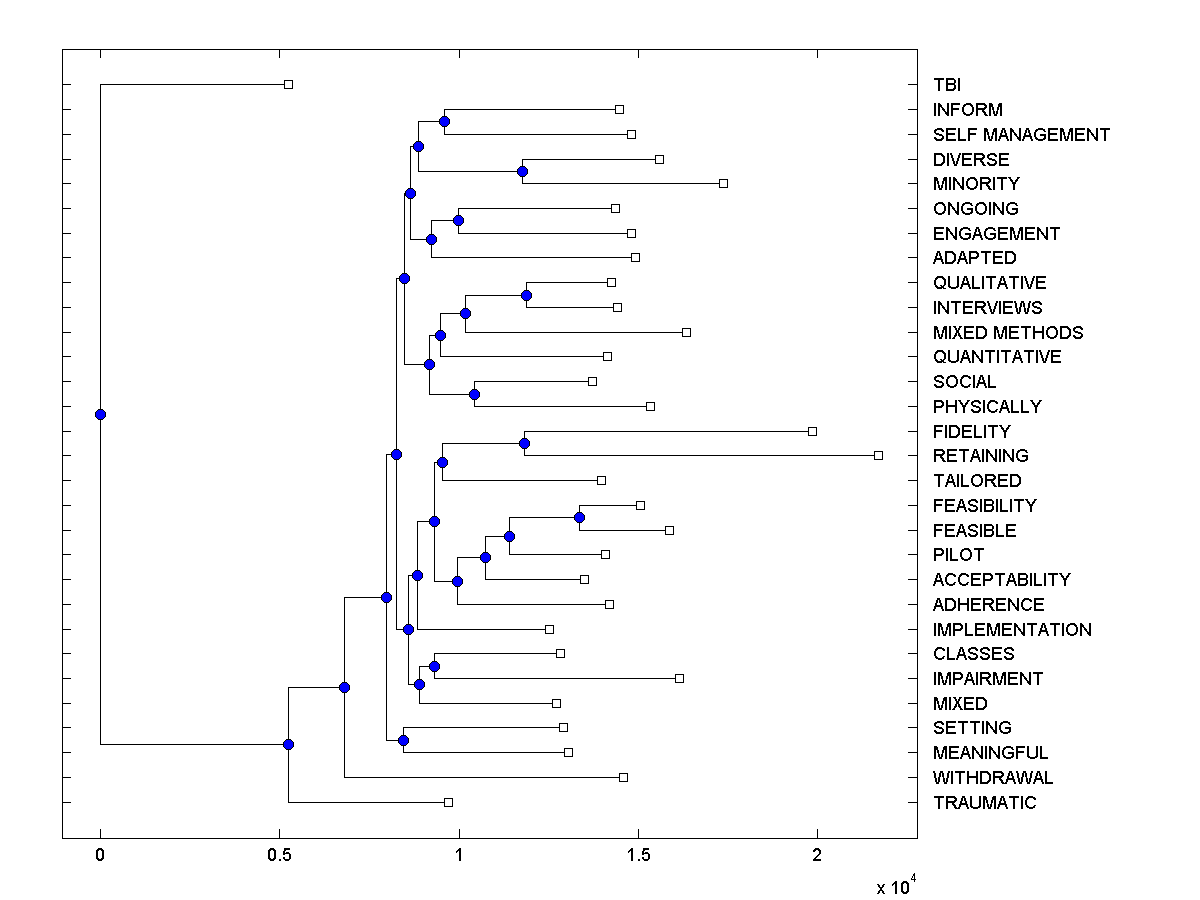 TBI
INFORM
SELF MANAGEMENT
DIVERSE
MINORITY
ONGOING
ENGAGEMENT
ADAPTED
QUALITATIVE
INTERVIEWS
MIXED METHODS
QUANTITATIVE
SOCIAL
PHYSICALLY
FIDELITY
RETAINING
TAILORED
FEASIBILITY
FEASIBLE
PILOT
ACCEPTABILITY
ADHERENCE
IMPLEMENTATION
CLASSES
IMPAIRMENT
MIXED
SETTING
MEANINGFUL
WITHDRAWAL
TRAUMATIC
0 0.5 1 1.5 2
x 10^4